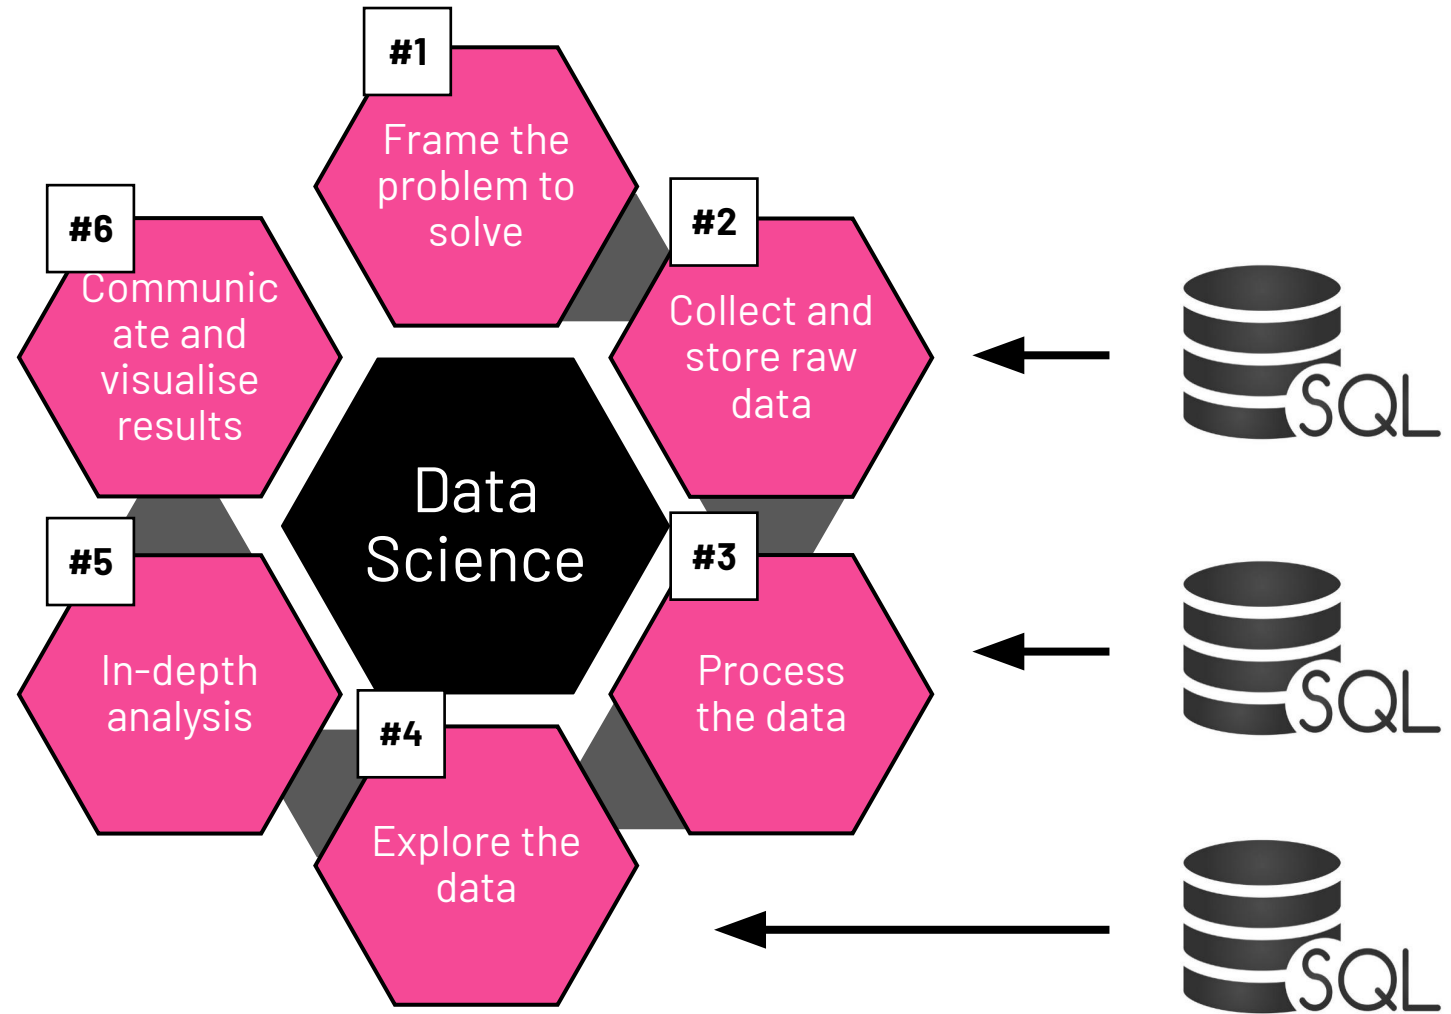 #1
Frame the
problem to
solve
#2
Collect and
store raw
data
#3
Process
the data
#4
Explore the
data
#5
In-depth
analysis
#6
Communic
ate and
visualise
results
Data
Science
SQL
SQL
SQL